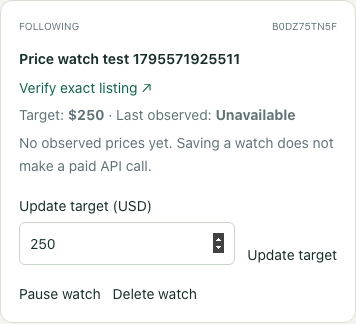 FOLLOWING B0DZ75TN5F
Price watch test 1795571925511
Verify exact listing ↗
Target: $250 · Last observed: Unavailable
No observed prices yet. Saving a watch does not
make a paid API call.
Update target (USD)
250
Update target
Pause watch Delete watch